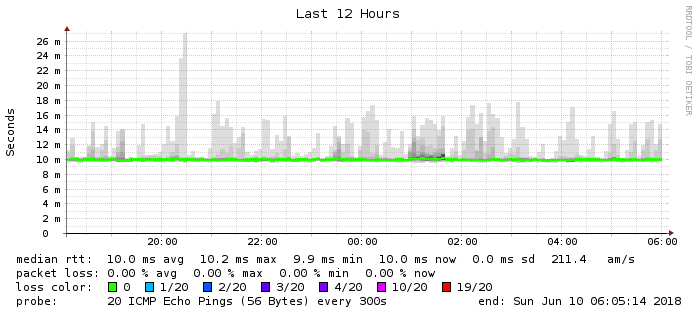 Last 12 Hours
RRDTOOL / TOBI OETIKER
Seconds
26 m
24 m
22 m
20 m
18 m
16 m
14 m
12 m
10 m
8 m
6 m
4 m
2 m
0
20:00 22:00 00:00 02:00 04:00 06:00
median rtt: 10.0 ms avg 10.2 ms max 9.9 ms min 10.0 ms now 0.0 ms sd 211.4 am/s
packet loss: 0.00 % avg 0.00 % max 0.00 % min 0.00 % now
loss color: 0 1/20 2/20 3/20 4/20 10/20 19/20
probe: 20 ICMP Echo Pings (56 Bytes) every 300s end: Sun Jun 10 06:05:14 2018